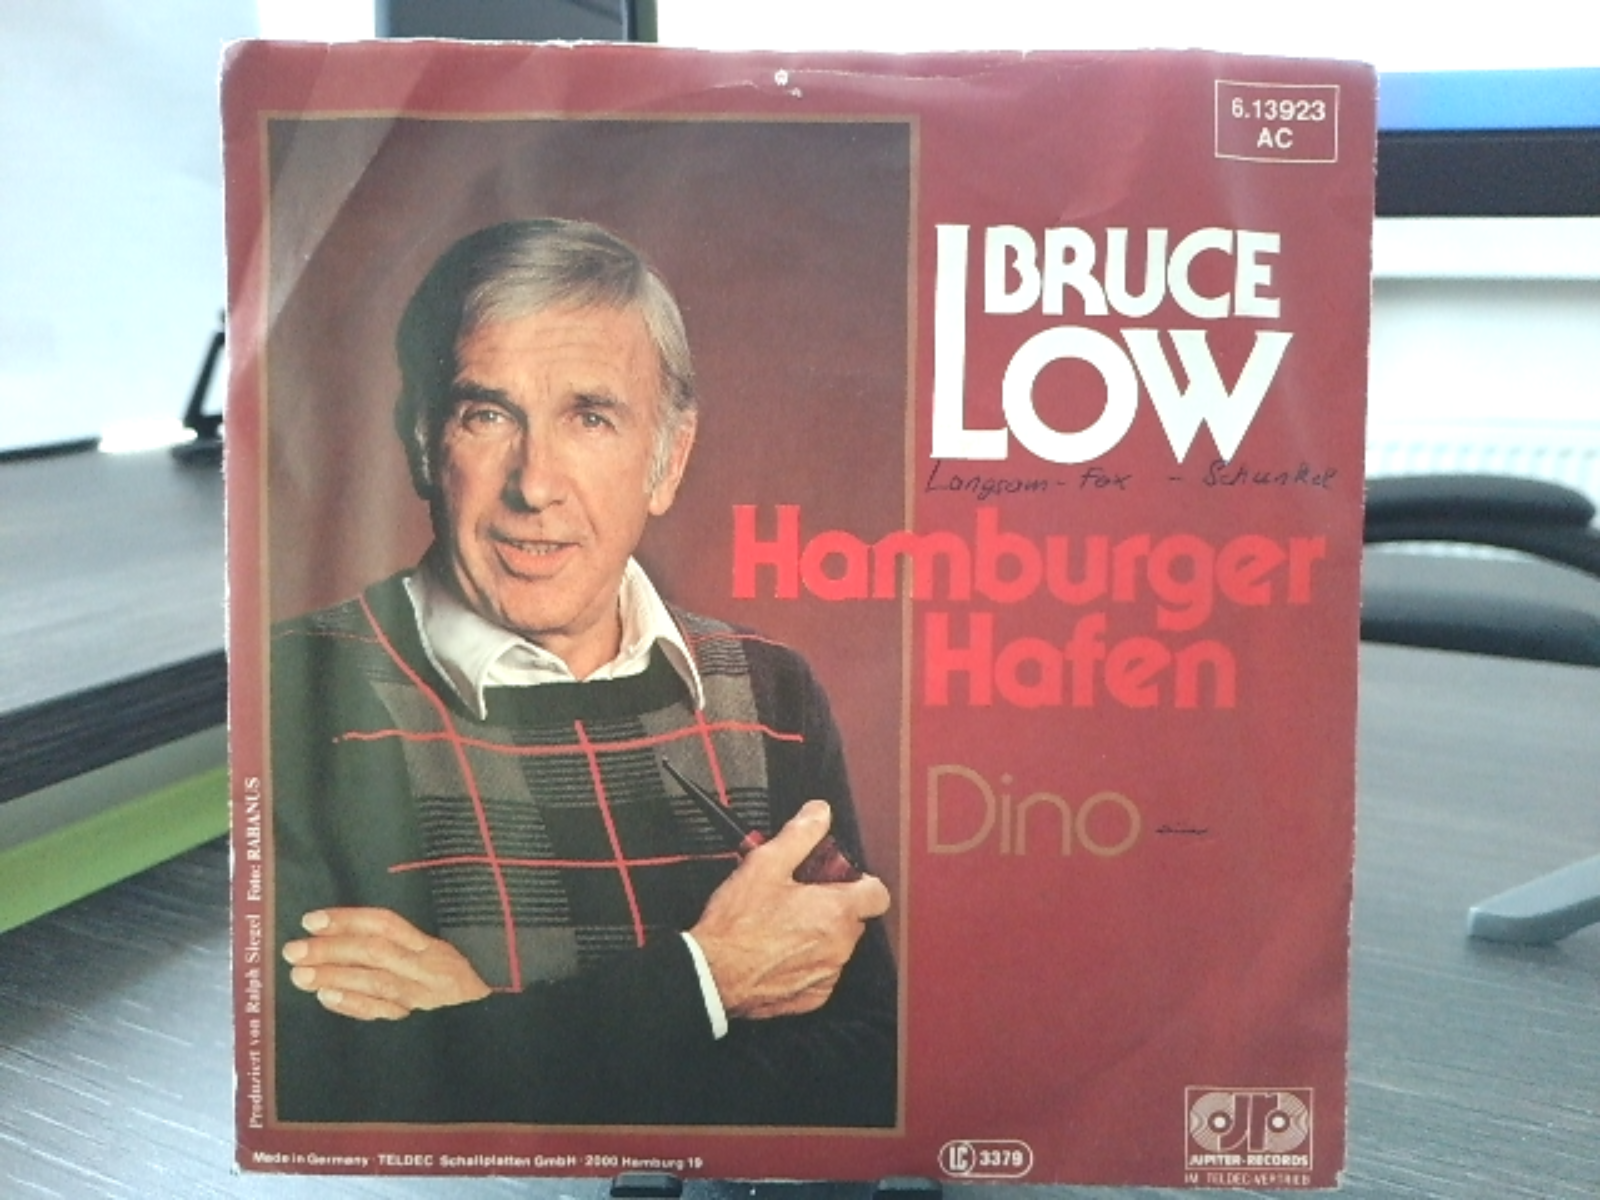 6.13923
AC
BRUCE
LOW
Langsam - Fox - Schunkel
Hamburger
Hafen
Dino
Produziert von Ralph Siegel Foto: RABANUS
Made in Germany · TELDEC Schallplatten GmbH · 2000 Hamburg 19
LC 3379
JR
JUPITER-RECORDS
IM TELDEC-VERTRIEB